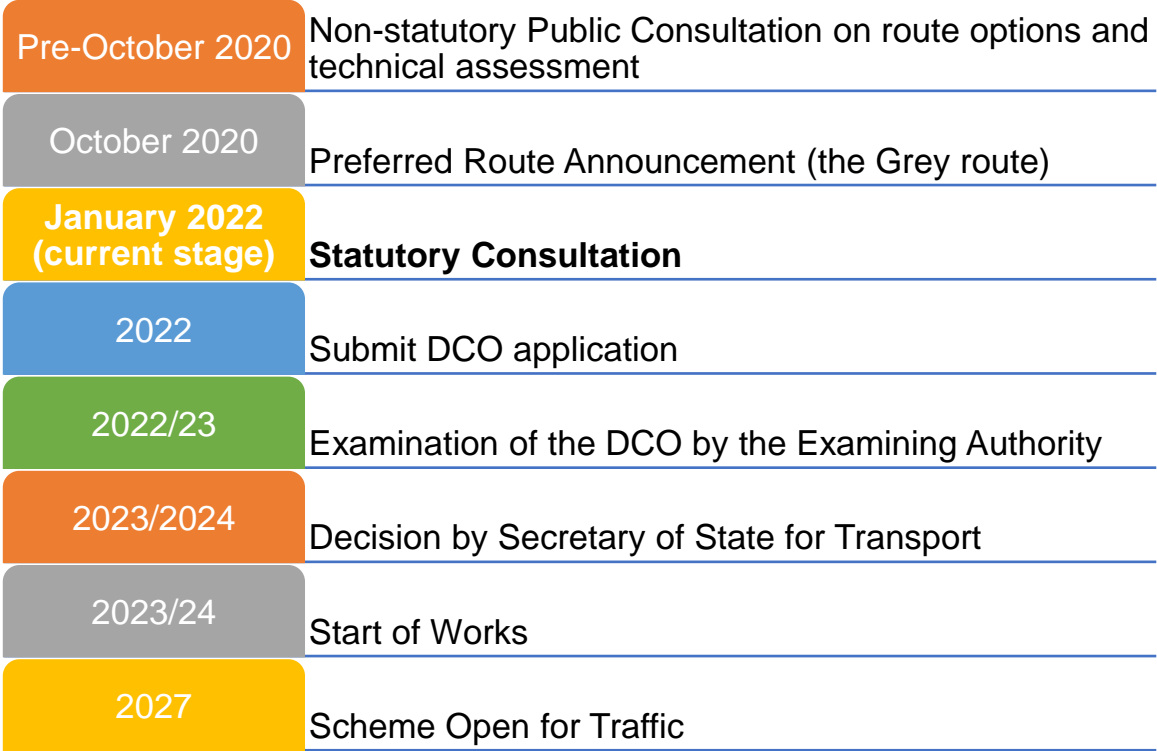 Pre-October 2020
Non-statutory Public Consultation on route options and
technical assessment
October 2020
Preferred Route Announcement (the Grey route)
January 2022
(current stage)
Statutory Consultation
2022
Submit DCO application
2022/23
Examination of the DCO by the Examining Authority
2023/2024
Decision by Secretary of State for Transport
2023/24
Start of Works
2027
Scheme Open for Traffic